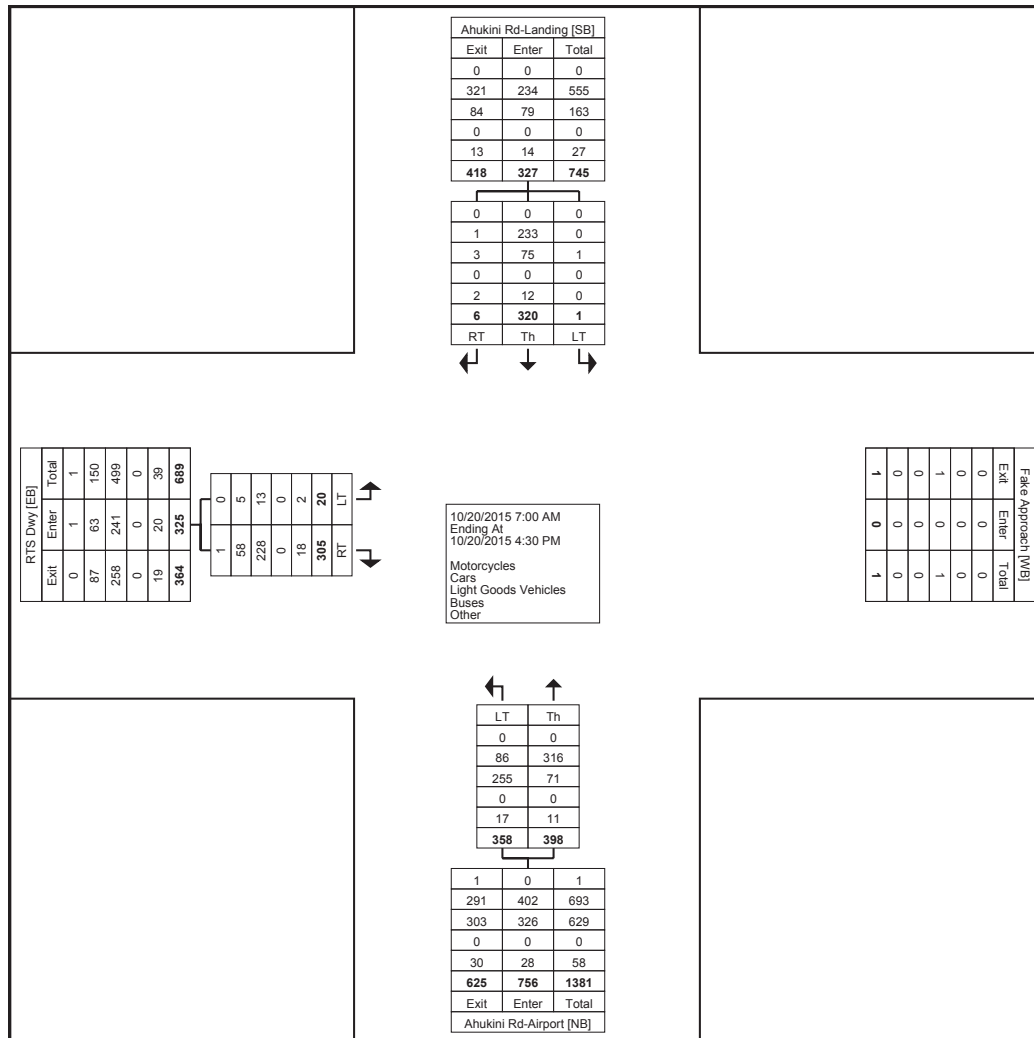 Ahukini Rd-Landing [SB]
Exit Enter Total
0 0 0
321 234 555
84 79 163
0 0 0
13 14 27
418 327 745
0 0 0
1 233 0
3 75 1
0 0 0
2 12 0
6 320 1
RT Th LT
RTS Dwy [EB]
Total 1 150 499 0 39 689
Enter 1 63 241 0 20 325
Exit 0 87 258 0 19 364
0 5 13 0 2 20 LT
1 58 228 0 18 305 RT
10/20/2015 7:00 AM
Ending At
10/20/2015 4:30 PM
Motorcycles
Cars
Light Goods Vehicles
Buses
Other
Fake Approach [WB]
Exit Enter Total
0 0 0
0 0 0
1 0 1
0 0 0
0 0 0
1 0 1
LT Th
0 0
86 316
255 71
0 0
17 11
358 398
1 0 1
291 402 693
303 326 629
0 0 0
30 28 58
625 756 1381
Exit Enter Total
Ahukini Rd-Airport [NB]